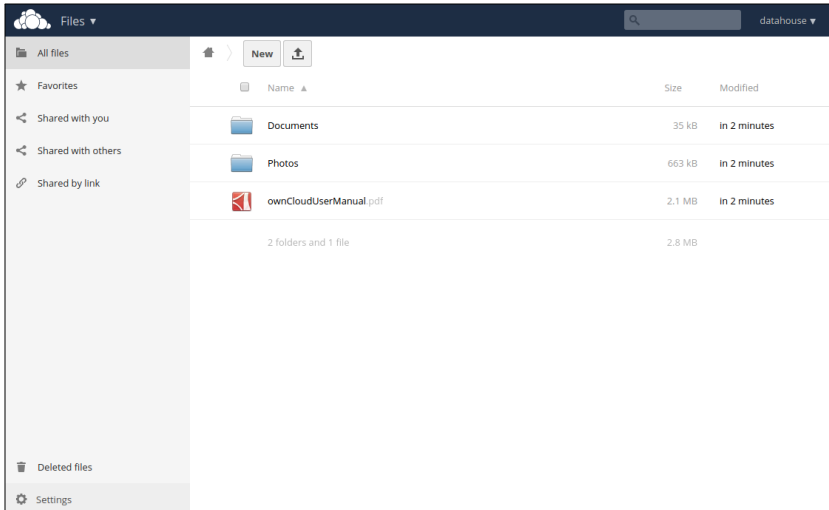 Files ▾ datahouse ▾
All files
Favorites
Shared with you
Shared with others
Shared by link
Deleted files
Settings
New
Name ▲ Size Modified
Documents 35 kB in 2 minutes
Photos 663 kB in 2 minutes
ownCloudUserManual.pdf 2.1 MB in 2 minutes
2 folders and 1 file 2.8 MB